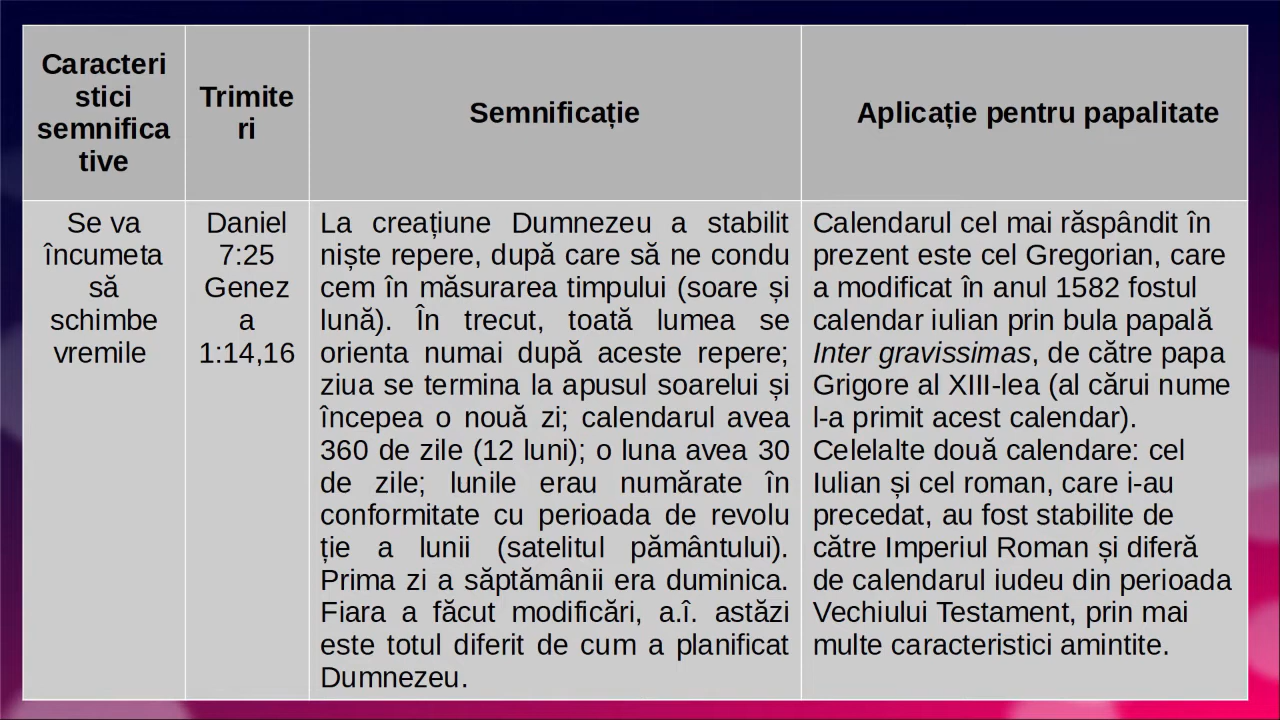 Caracteri
stici
semnifica
tive
Trimite
ri
Semnificație
Aplicație pentru papalitate
Se va
încumeta
să
schimbe
vremile
Daniel
7:25
Genez
a
1:14,16
La creațiune Dumnezeu a stabilit
niște repere, după care să ne condu
cem în măsurarea timpului (soare și
lună). În trecut, toată lumea se
orienta numai după aceste repere;
ziua se termina la apusul soarelui și
începea o nouă zi; calendarul avea
360 de zile (12 luni); o luna avea 30
de zile; lunile erau numărate în
conformitate cu perioada de revolu
ție a lunii (satelitul pământului).
Prima zi a săptămânii era duminica.
Fiara a făcut modificări, a.î. astăzi
este totul diferit de cum a planificat
Dumnezeu.
Calendarul cel mai răspândit în
prezent este cel Gregorian, care
a modificat în anul 1582 fostul
calendar iulian prin bula papală
Inter gravissimas, de către papa
Grigore al XIII-lea (al cărui nume
l-a primit acest calendar).
Celelalte două calendare: cel
Iulian și cel roman, care i-au
precedat, au fost stabilite de
către Imperiul Roman și diferă
de calendarul iudeu din perioada
Vechiului Testament, prin mai
multe caracteristici amintite.